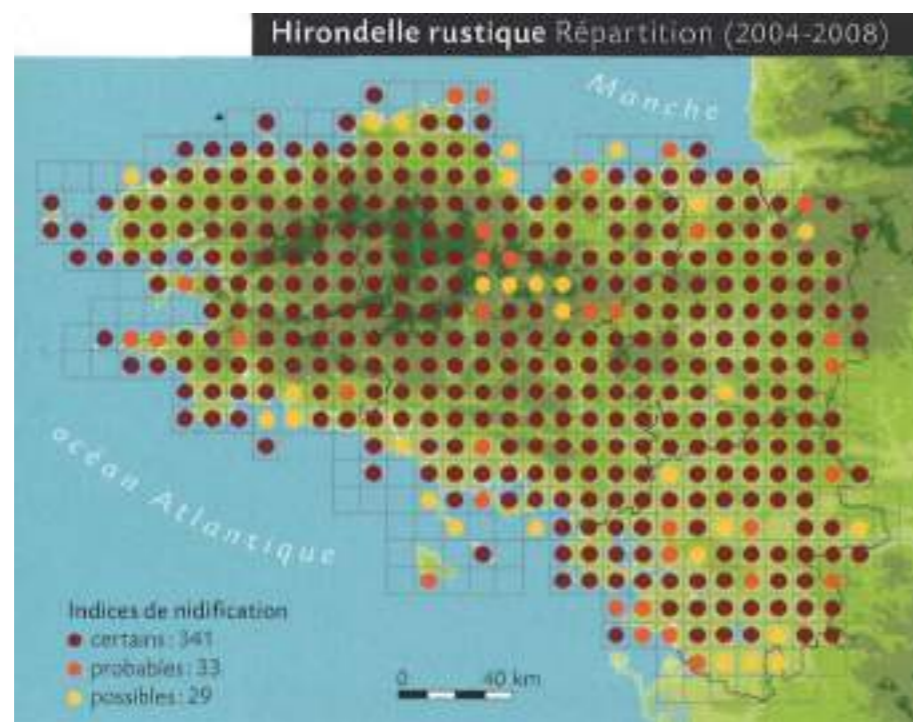 Hirondelle rustique Répartition (2004-2008)
Manche
océan Atlantique
Indices de nidification
certains : 341
probables : 33
possibles : 29
0 40 km